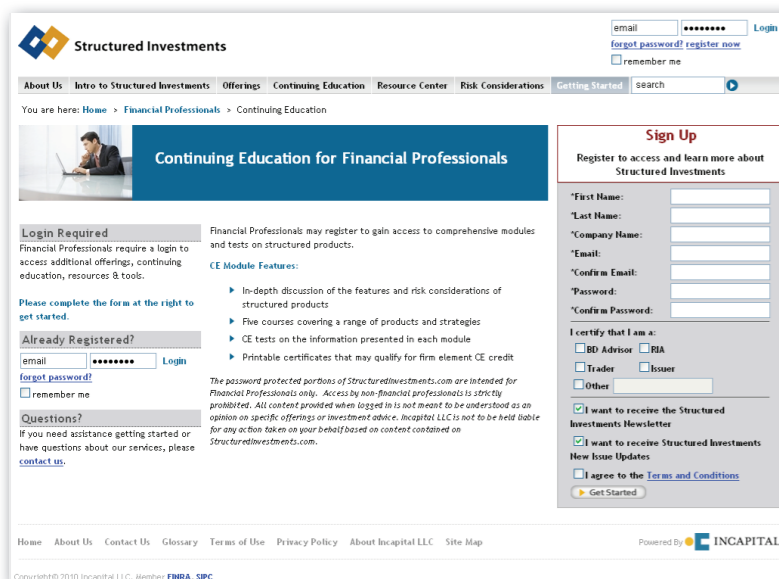 Structured Investments
email ●●●●●●●● Login
forgot password? register now
remember me
About Us Intro to Structured Investments Offerings Continuing Education Resource Center Risk Considerations Getting Started search
You are here: Home > Financial Professionals > Continuing Education
Continuing Education for Financial Professionals
Login Required
Financial Professionals require a login to
access additional offerings, continuing
education, resources & tools.
Please complete the form at the right to
get started.
Already Registered?
email ●●●●●●●● Login
forgot password?
remember me
Questions?
If you need assistance getting started or
have questions about our services, please
contact us.
Financial Professionals may register to gain access to comprehensive modules
and tests on structured products.
CE Module Features:
In-depth discussion of the features and risk considerations of
structured products
Five courses covering a range of products and strategies
CE tests on the information presented in each module
Printable certificates that may qualify for firm element CE credit
The password protected portions of StructuredInvestments.com are intended for
Financial Professionals only. Access by non-financial professionals is strictly
prohibited. All content provided when logged in is not meant to be understood as an
opinion on specific offerings or investment advice. Incapital LLC is not to be held liable
for any action taken on your behalf based on content contained on
StructuredInvestments.com.
Sign Up
Register to access and learn more about
Structured Investments
*First Name:
*Last Name:
*Company Name:
*Email:
*Confirm Email:
*Password:
*Confirm Password:
I certify that I am a:
BD Advisor RIA
Trader Issuer
Other
I want to receive the Structured
Investments Newsletter
I want to receive Structured Investments
New Issue Updates
I agree to the Terms and Conditions
Get Started
Home About Us Contact Us Glossary Terms of Use Privacy Policy About Incapital LLC Site Map
Powered By INCAPITAL
Copyright© 2010 Incapital LLC. Member FINRA, SIPC